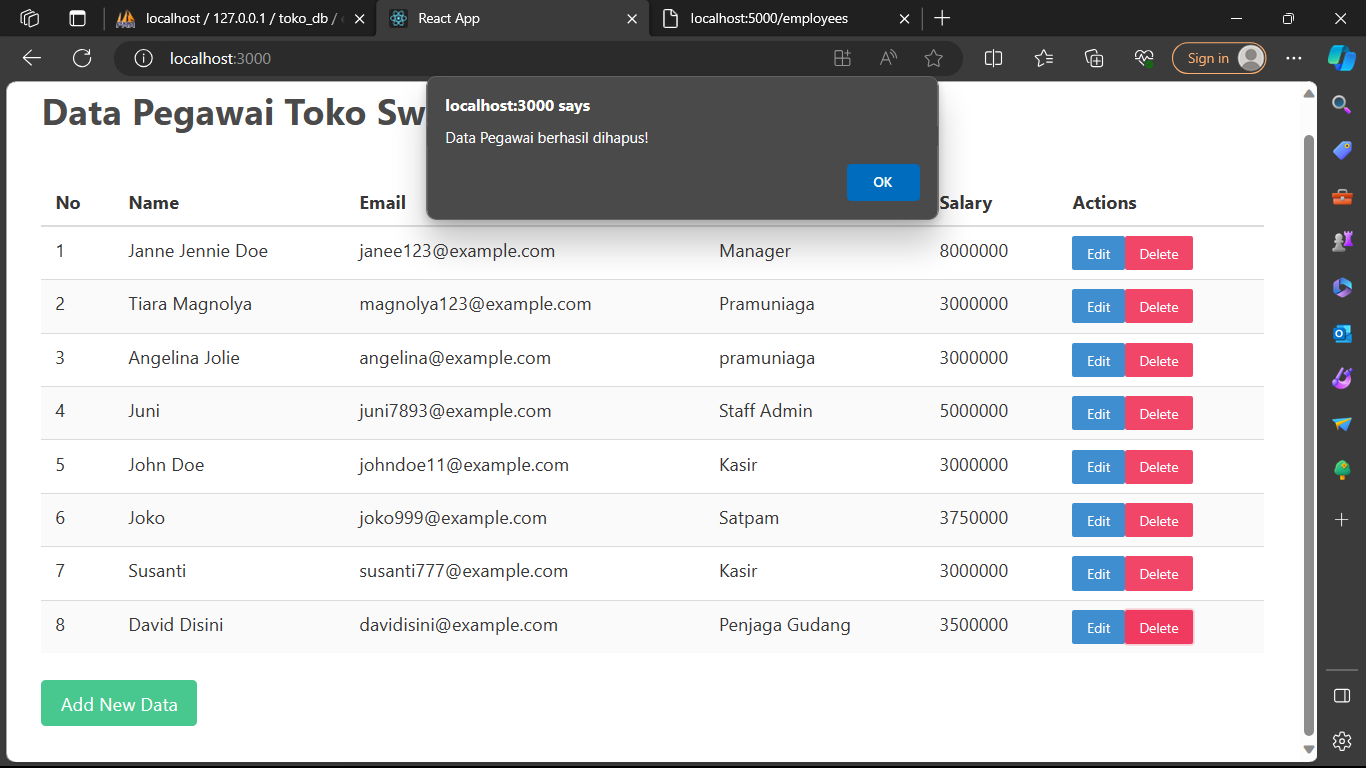 localhost / 127.0.0.1 / toko_db /
React App
localhost:5000/employees
localhost:3000
Sign in
Data Pegawai Toko
localhost:3000 says
Data Pegawai berhasil dihapus!
OK
No Name Email Salary Actions
1 Janne Jennie Doe janee123@example.com Manager 8000000 Edit Delete
2 Tiara Magnolya magnolya123@example.com Pramuniaga 3000000 Edit Delete
3 Angelina Jolie angelina@example.com pramuniaga 3000000 Edit Delete
4 Juni juni7893@example.com Staff Admin 5000000 Edit Delete
5 John Doe johndoe11@example.com Kasir 3000000 Edit Delete
6 Joko joko999@example.com Satpam 3750000 Edit Delete
7 Susanti susanti777@example.com Kasir 3000000 Edit Delete
8 David Disini davidisini@example.com Penjaga Gudang 3500000 Edit Delete
Add New Data